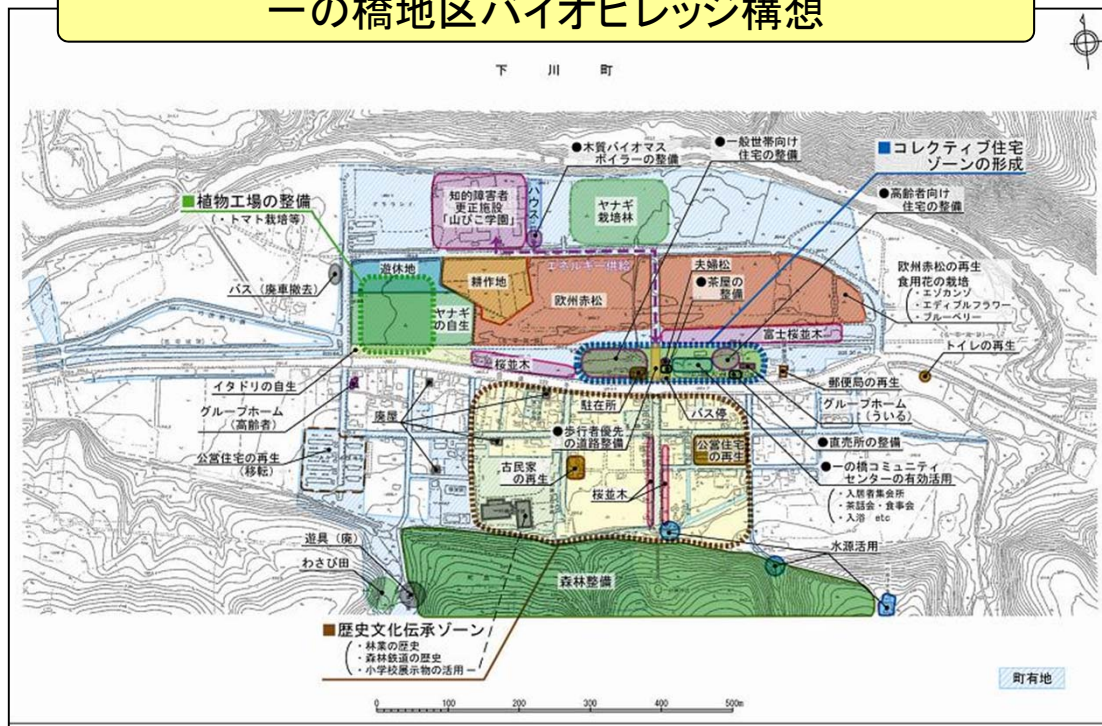 一の橋地区バイオビレッジ構想
下 川 町
●木質バイオマス
ボイラーの整備
●一般世帯向け
住宅の整備
■コレクティブ住宅
ゾーンの形成
■植物工場の整備
（・トマト栽培等）
知的障害者
更正施設
「山びこ学園」
ハウス
ヤナギ
栽培林
●高齢者向け
住宅の整備
グラウンド
バス（廃車撤去）
遊休地
耕作地
エネルギー供給
夫婦松
●茶屋の
整備
欧州赤松
欧州赤松の再生
食用花の栽培
・エゾカンゾ
・エディブルフラワー
・ブルーベリー
ヤナギ
の自生
富士桜並木
桜並木
トイレの再生
イタドリの自生
郵便局の再生
グループホーム
（高齢者）
廃屋
駐在所
バス停
グループホーム
（ういる）
●歩行者優先
の道路整備
公営住宅
の再生
●直売所の整備
公営住宅の再生
（移転）
古民家
の再生
桜並木
●一の橋コミュニティ
センターの有効活用
・入居者集会所
・茶話会・食事会
・入浴 etc
遊具（廃）
わさび田
水源活用
森林整備
■歴史文化伝承ゾーン
・林業の歴史
・森林鉄道の歴史
・小学校展示物の活用
町有地
0 100 200 300 400 500m